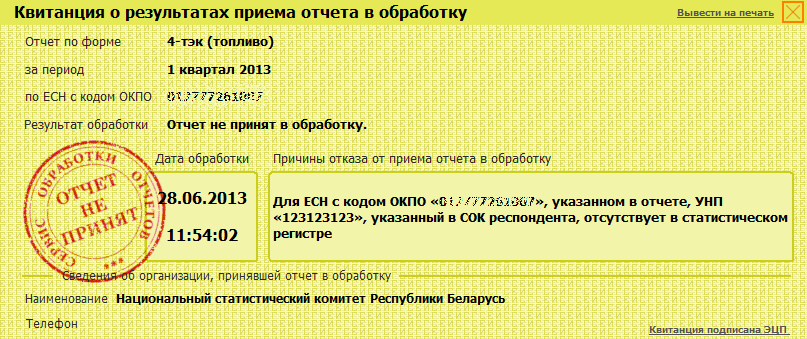 Квитанция о результатах приема отчета в обработку
Вывести на печать
Отчет по форме 4-тэк (топливо)
за период 1 квартал 2013
по ЕСН с кодом ОКПО
Результат обработки Отчет не принят в обработку.
Дата обработки Причины отказа от приема отчета в обработку
СЕРВИС ОБРАБОТКИ ОТЧЕТОВ
ОТЧЕТ
НЕ
ПРИНЯТ
28.06.2013
11:54:02
Для ЕСН с кодом ОКПО «», указанном в отчете, УНП
«123123123», указанный в СОК респондента, отсутствует в статистическом
регистре
Сведения об организации, принявшей отчет в обработку
Наименование Национальный статистический комитет Республики Беларусь
Телефон
Квитанция подписана ЭЦП